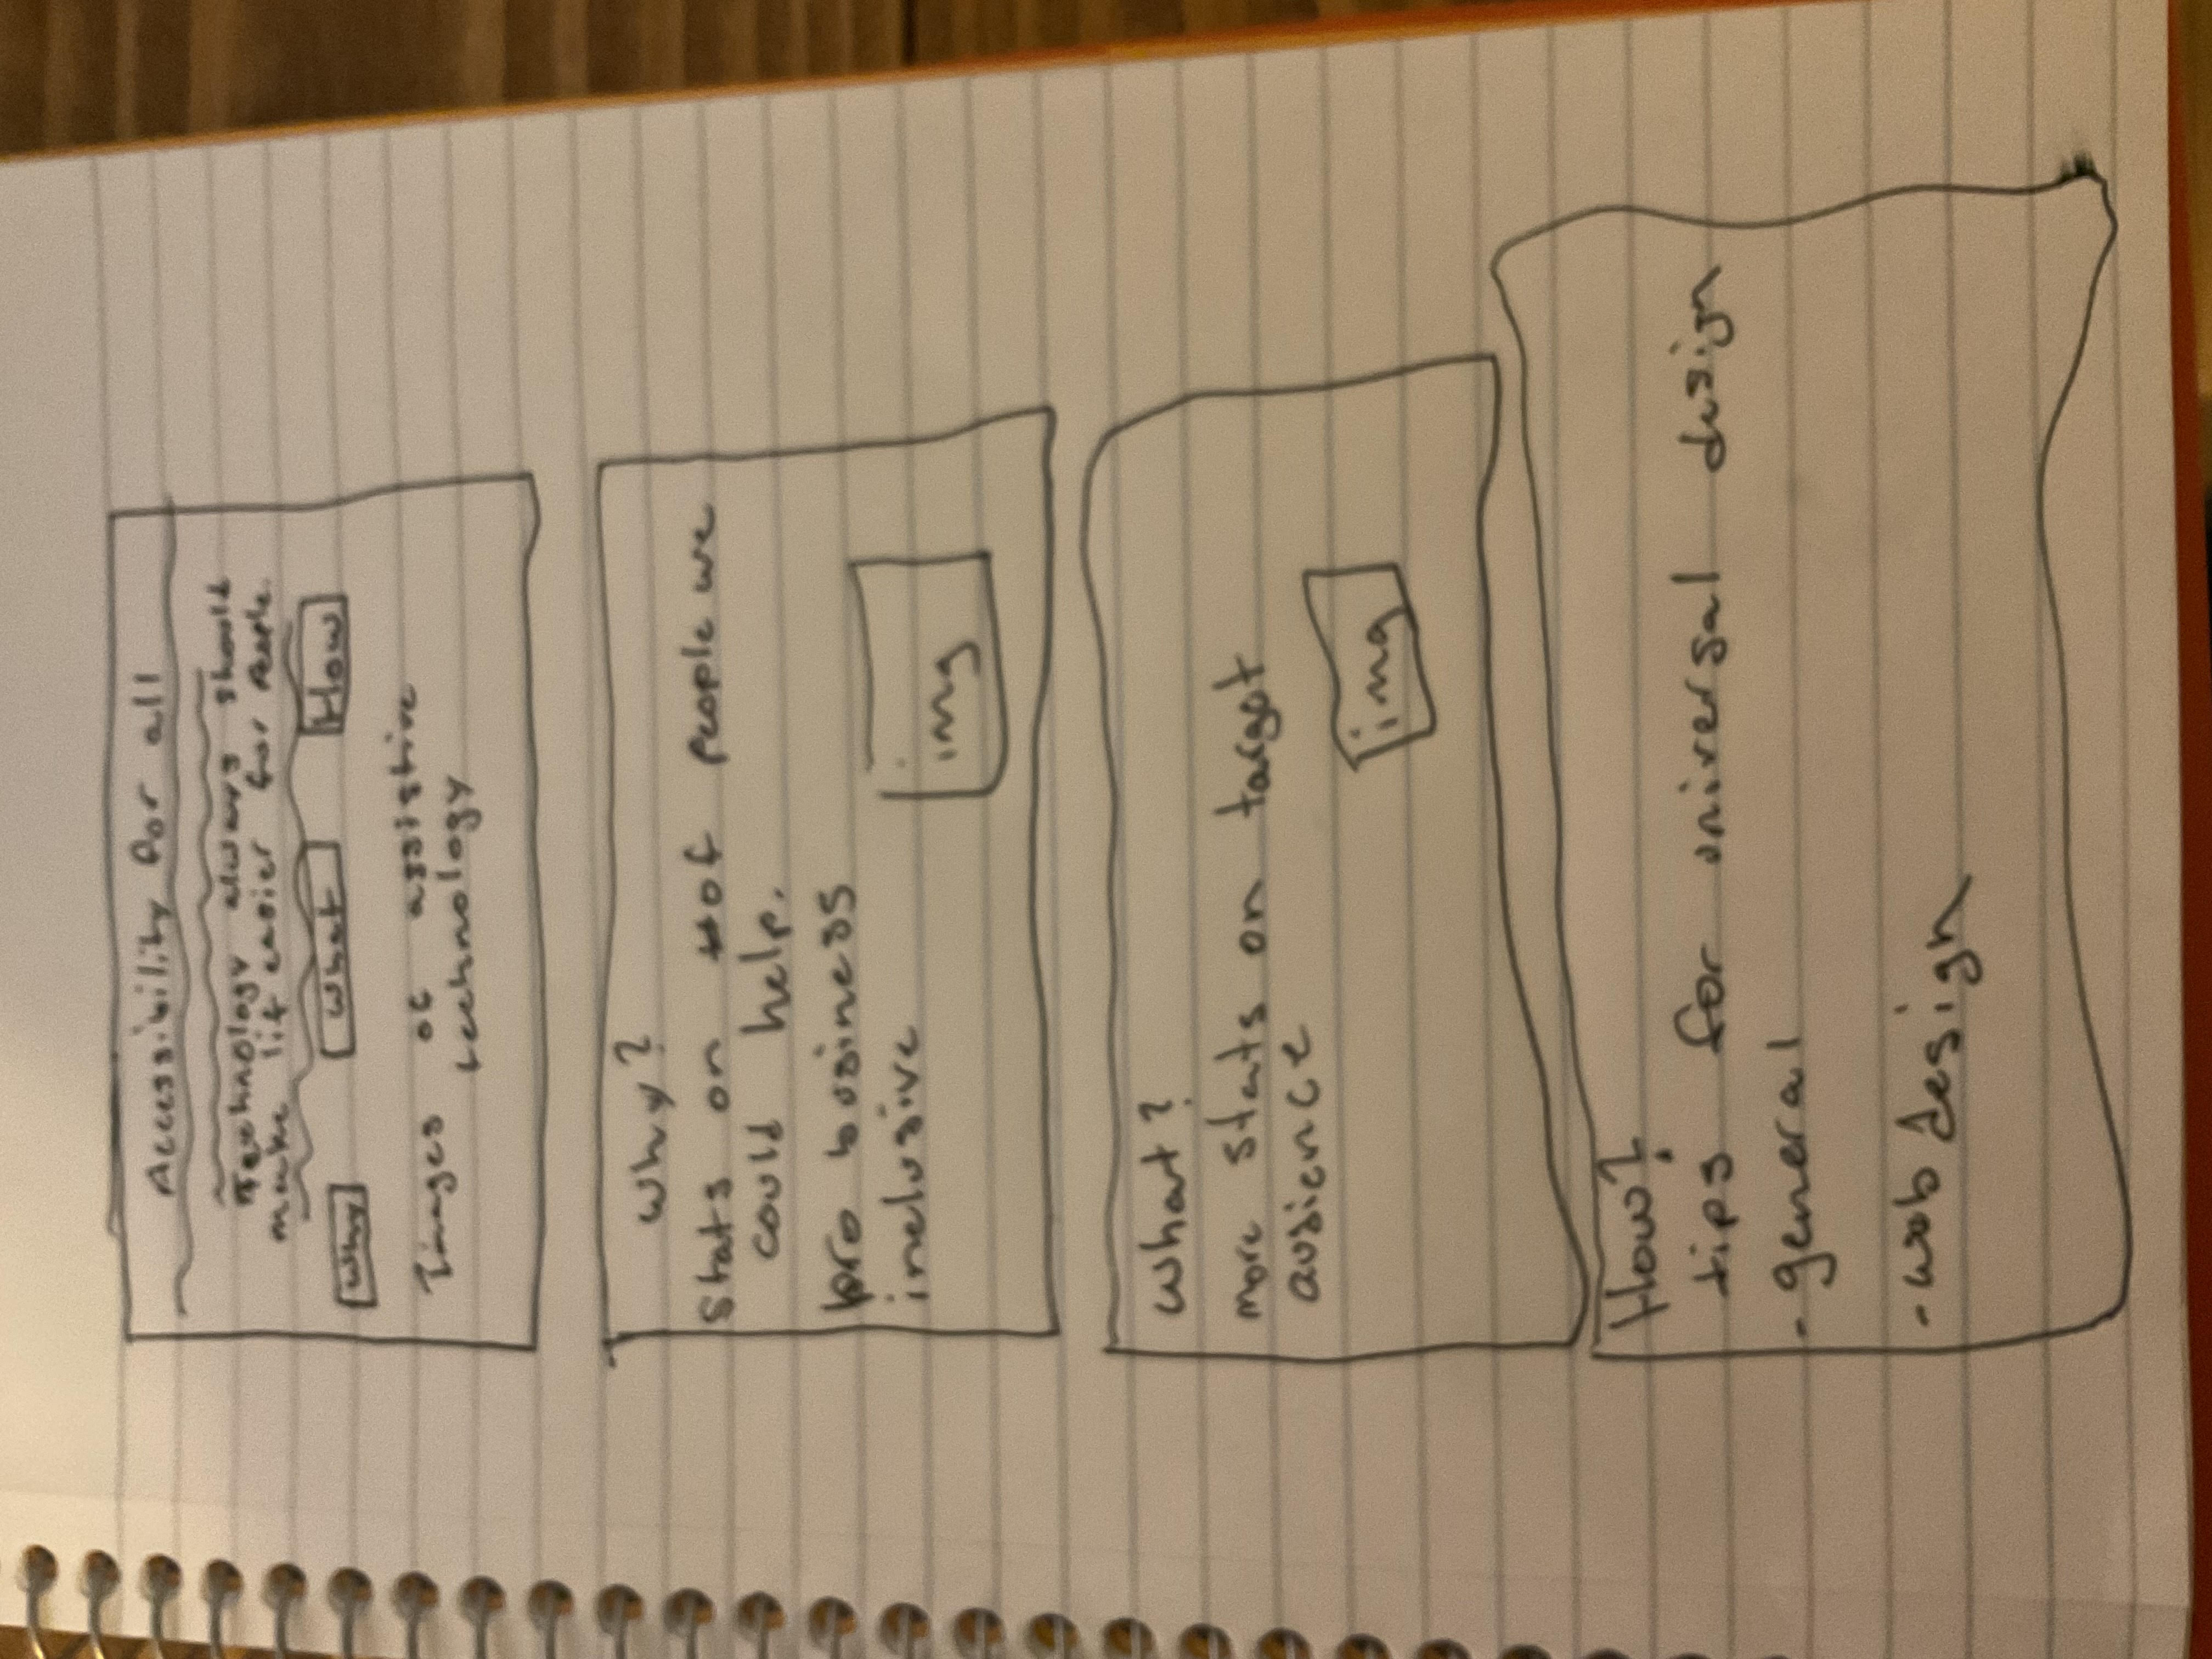 Accessibility for all
Technology always should
make lif easier for people.
Why What How
Images of assistive
technology
Why?
Stats on # of people we
could help.
pro business
inclusive
img
What?
more stats on target
audience
img
How?
tips for universal design
- general
- web design